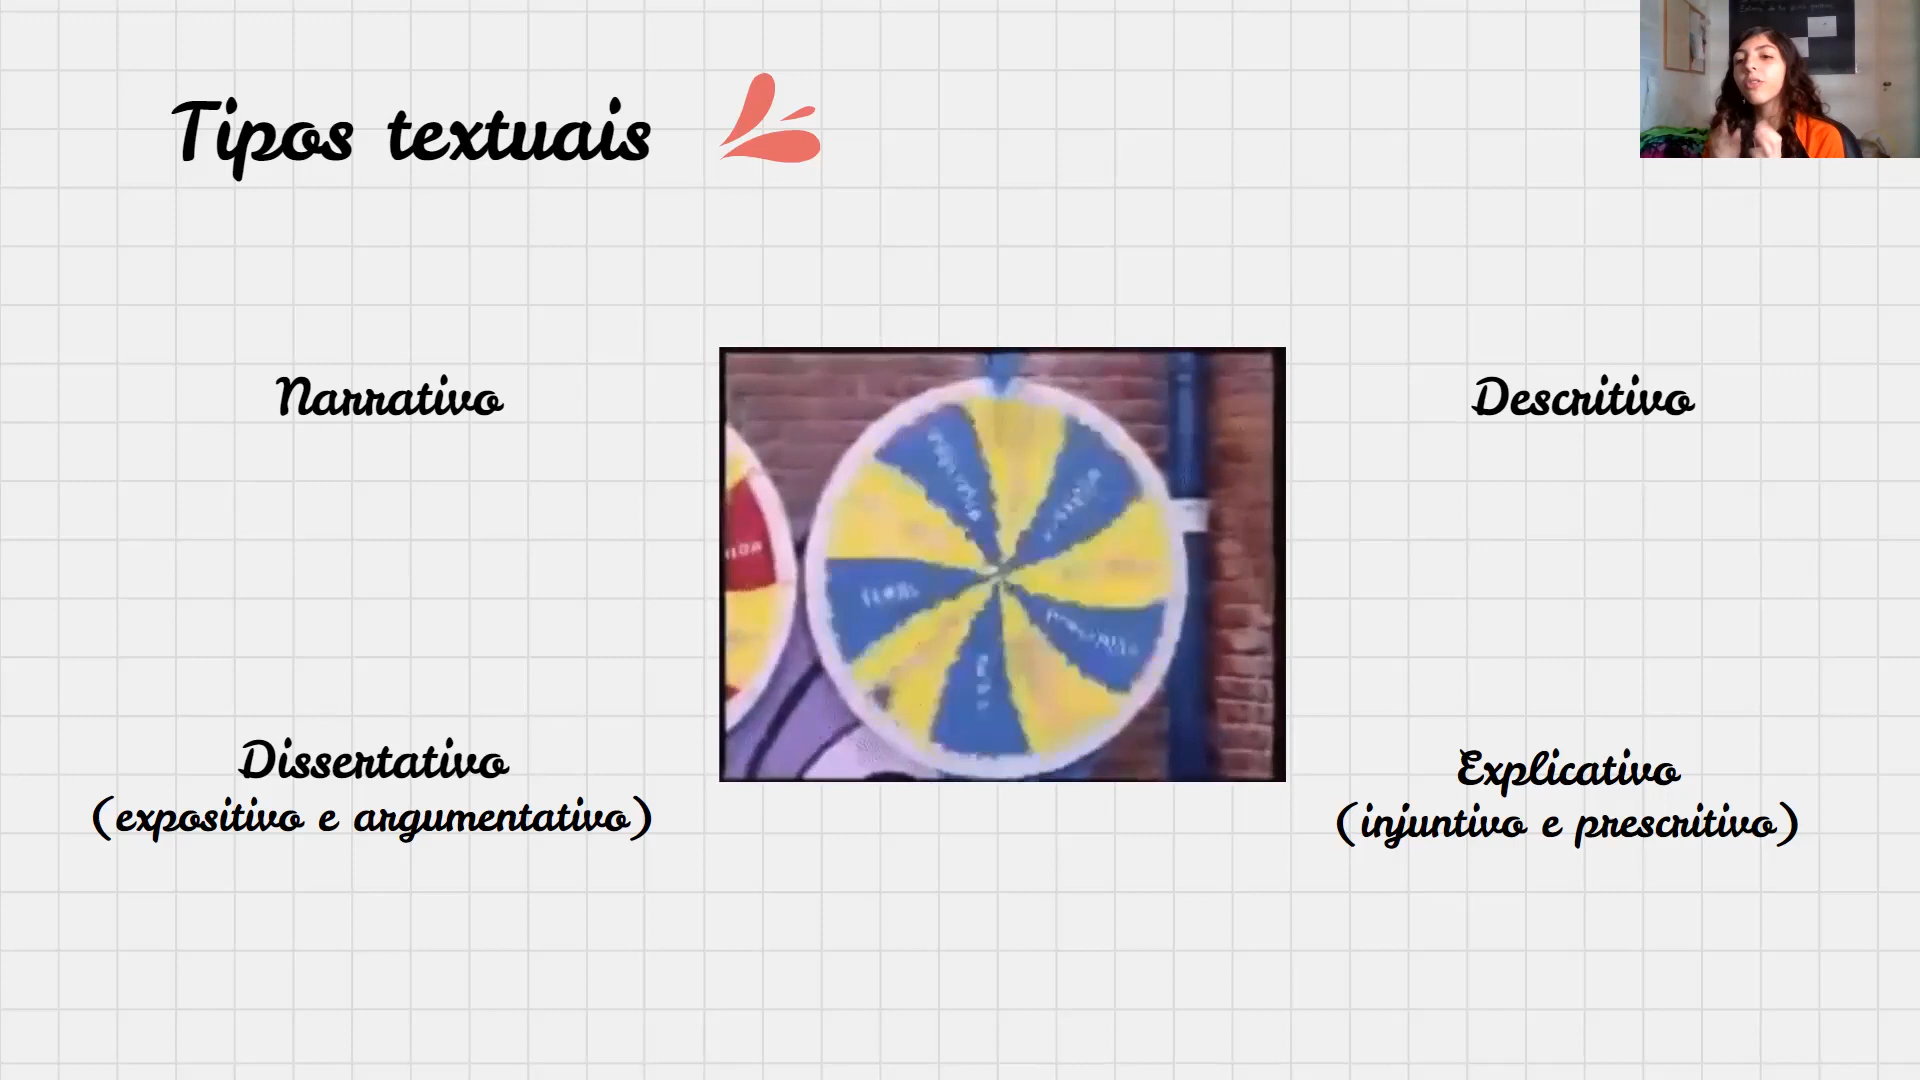 Tipos textuais
Narrativo
Descritivo
Dissertativo
(expositivo e argumentativo)
Explicativo
(injuntivo e prescritivo)